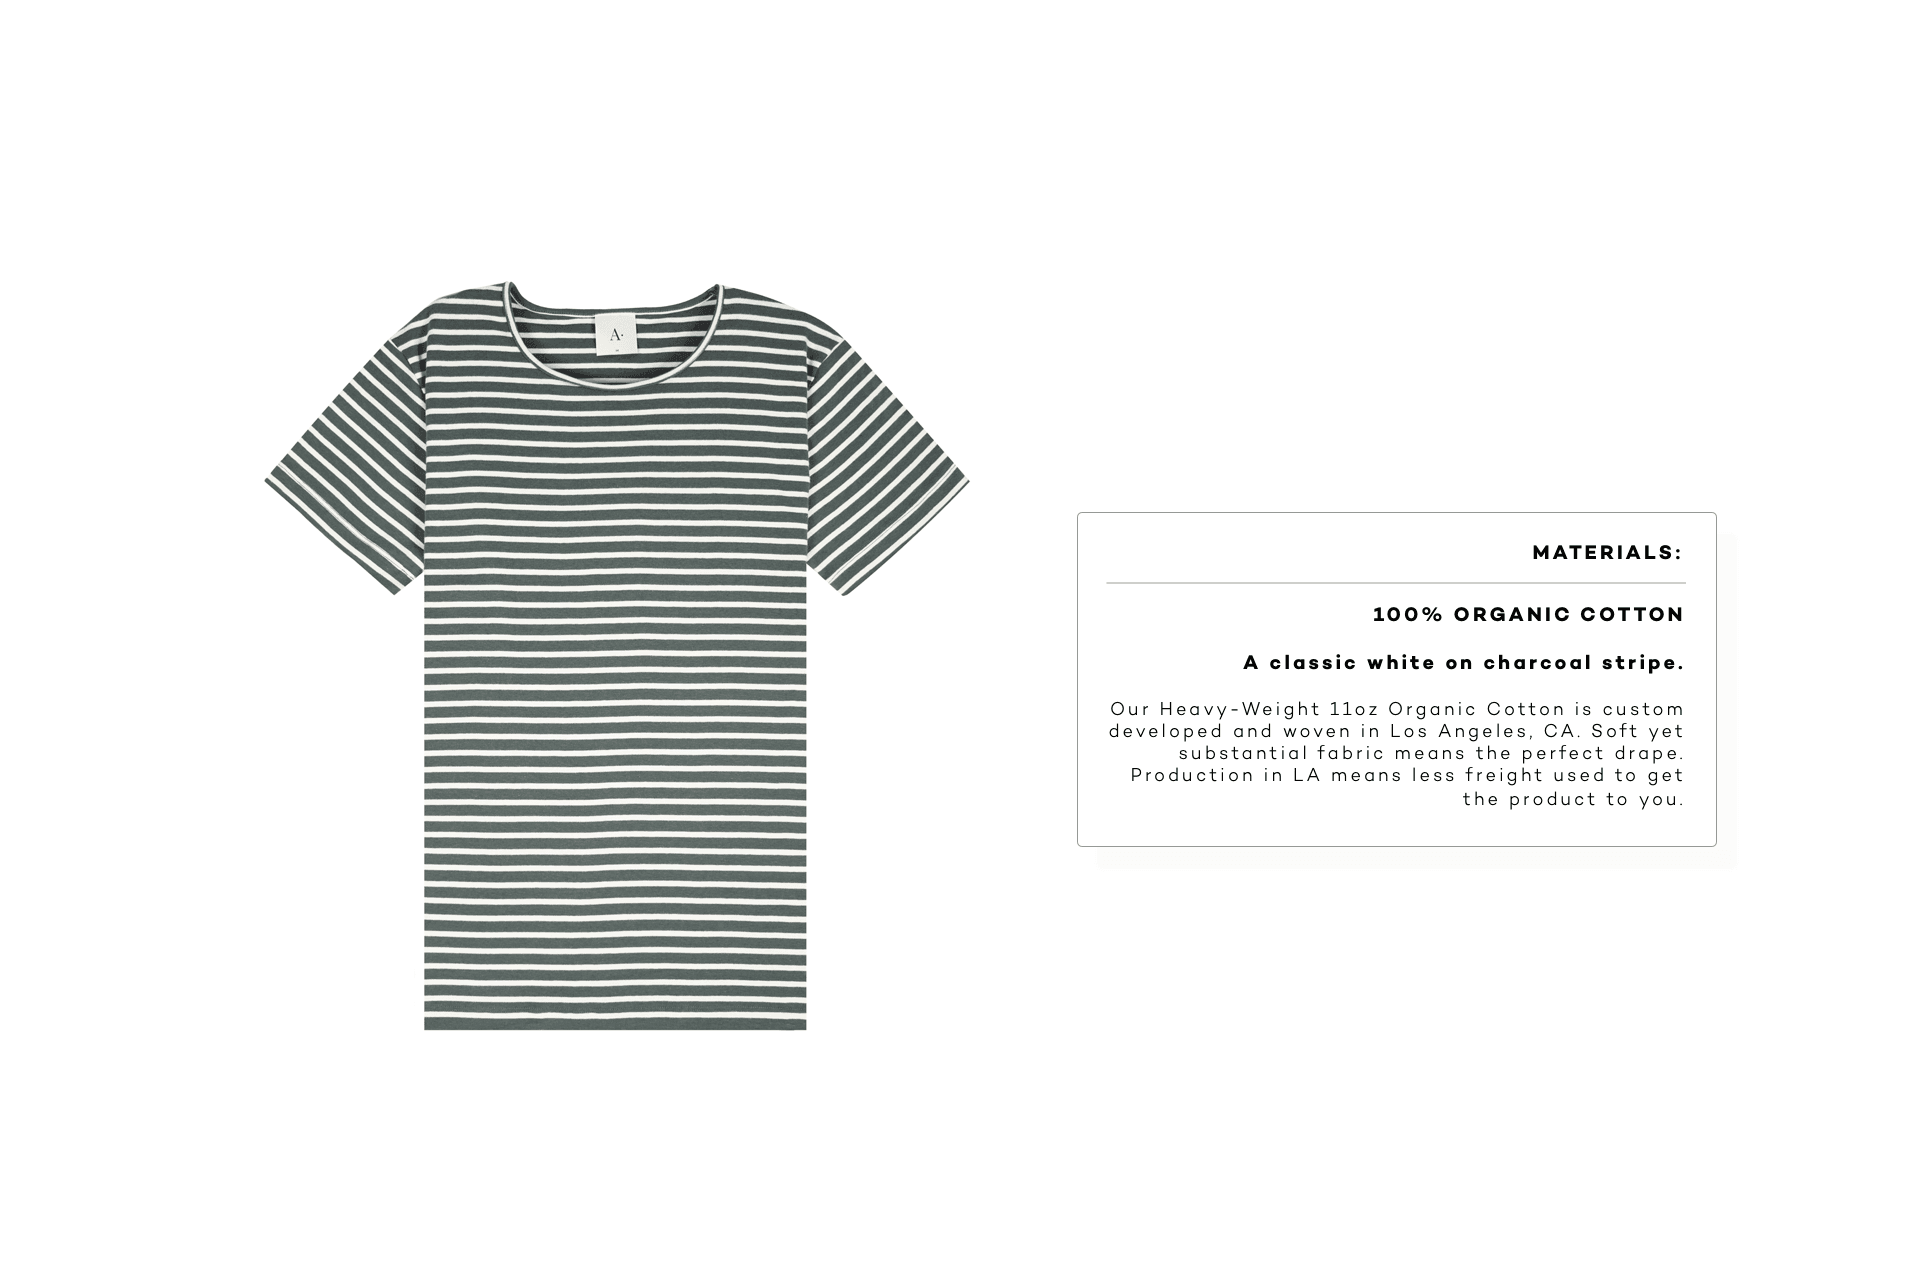 A·
MATERIALS:
100% ORGANIC COTTON
A classic white on charcoal stripe.
Our Heavy-Weight 11oz Organic Cotton is custom
developed and woven in Los Angeles, CA. Soft yet
substantial fabric means the perfect drape.
Production in LA means less freight used to get
the product to you.